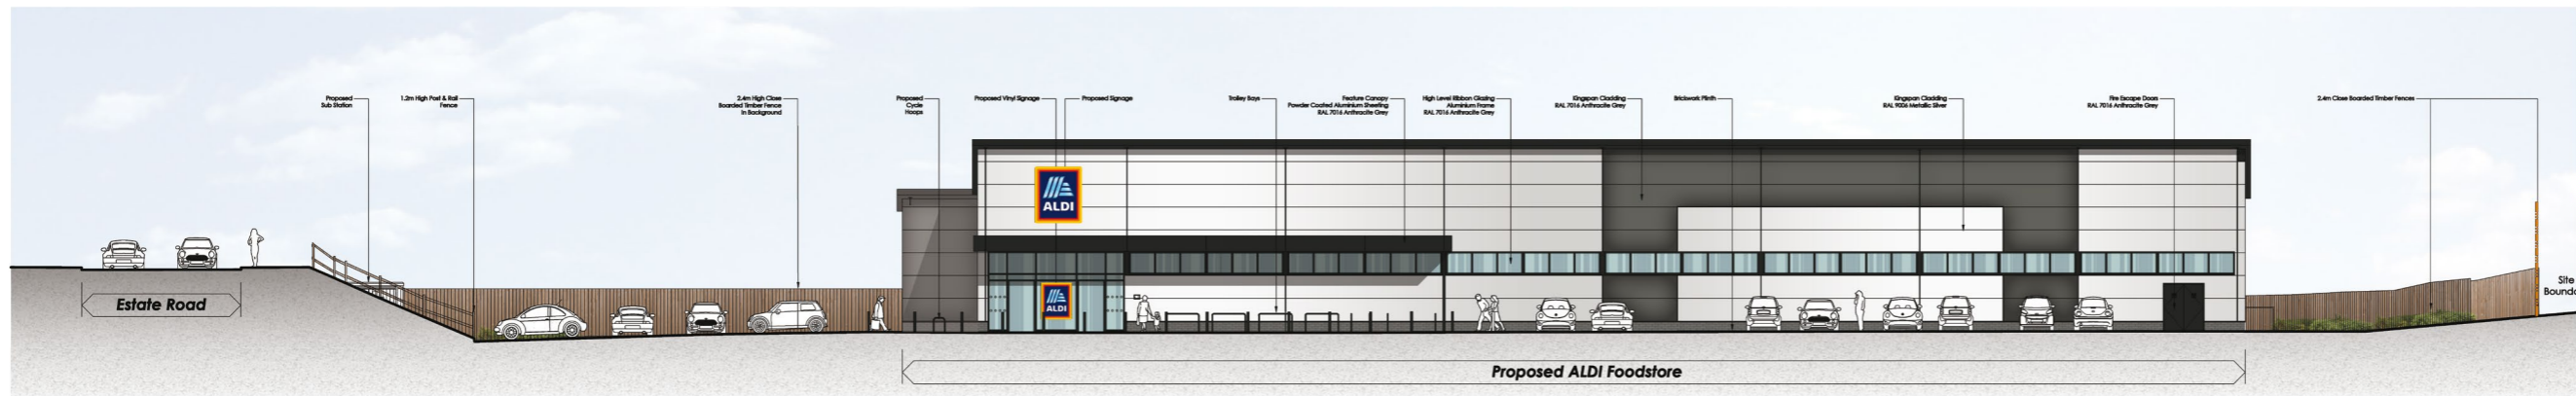 Proposed
Sub Station
1.2m High Post & Rail
Fence
2.4m High Close
Boarded Timber Fence
In Background
Proposed
Cycle
Hoops
Proposed Vinyl Signage
Proposed Signage
Trolley Bays
Feature Canopy
Powder Coated Aluminium Sheeting
RAL 7016 Anthracite Grey
High Level Ribbon Glazing
Aluminium Frame
RAL 7016 Anthracite Grey
Kingspan Cladding
RAL 7016 Anthracite Grey
Brickwork Plinth
Kingspan Cladding
RAL 9006 Metallic Silver
Fire Escape Doors
RAL 7016 Anthracite Grey
2.4m Close Boarded Timber Fences
ALDI
ALDI
Estate Road
Site
Bounda
Proposed ALDI Foodstore